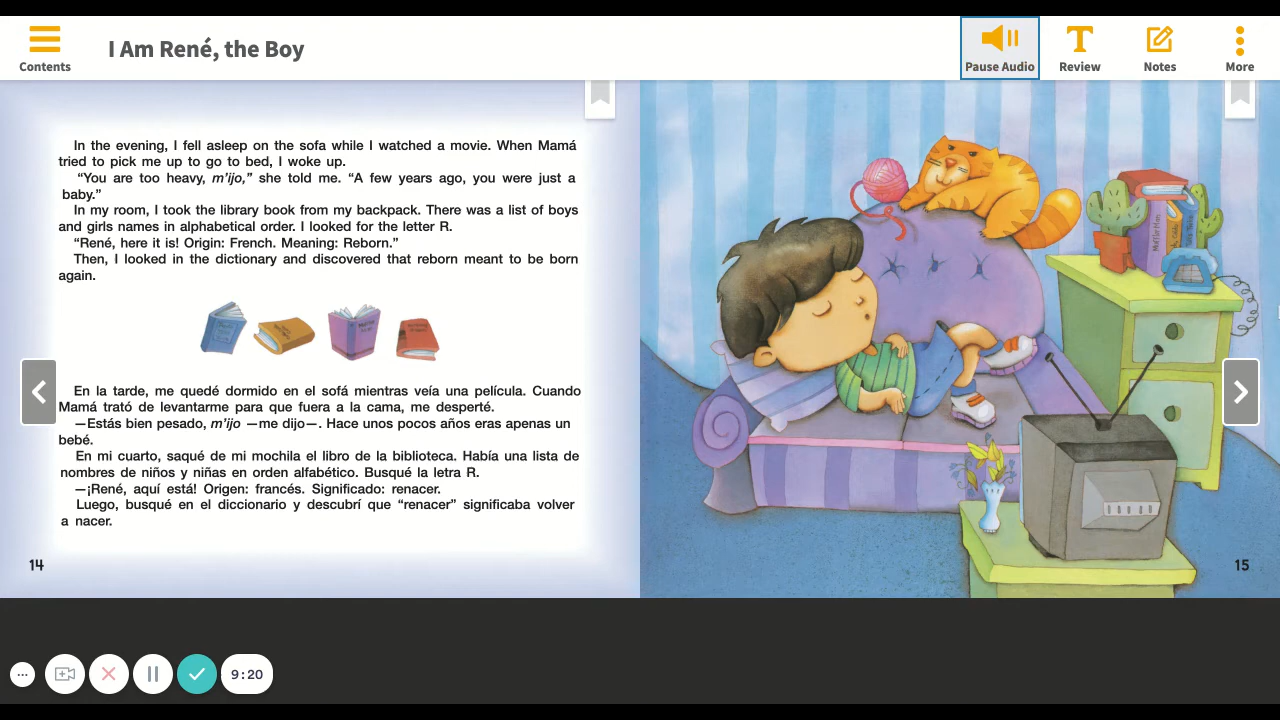 Contents
I Am René, the Boy
Pause Audio
Review
Notes
More
In the evening, I fell asleep on the sofa while I watched a movie. When Mamá
tried to pick me up to go to bed, I woke up.
“You are too heavy, m’ijo,” she told me. “A few years ago, you were just a
baby.”
In my room, I took the library book from my backpack. There was a list of boys
and girls names in alphabetical order. I looked for the letter R.
“René, here it is! Origin: French. Meaning: Reborn.”
Then, I looked in the dictionary and discovered that reborn meant to be born
again.
En la tarde, me quedé dormido en el sofá mientras veía una película. Cuando
Mamá trató de levantarme para que fuera a la cama, me desperté.
—Estás bien pesado, m’ijo —me dijo—. Hace unos pocos años eras apenas un
bebé.
En mi cuarto, saqué de mi mochila el libro de la biblioteca. Había una lista de
nombres de niños y niñas en orden alfabético. Busqué la letra R.
—¡René, aquí está! Origen: francés. Significado: renacer.
Luego, busqué en el diccionario y descubrí que “renacer” significaba volver
a nacer.
14
15
9:20